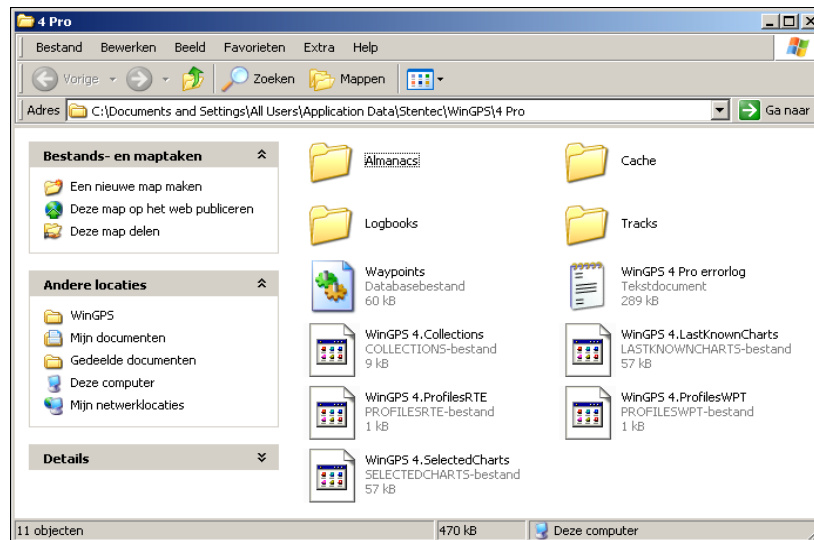 4 Pro
Bestand Bewerken Beeld Favorieten Extra Help
Vorige Zoeken Mappen
Adres C:\Documents and Settings\All Users\Application Data\Stentec\WinGPS\4 Pro Ga naar
Bestands- en maptaken
Een nieuwe map maken
Deze map op het web publiceren
Deze map delen
Andere locaties
WinGPS
Mijn documenten
Gedeelde documenten
Deze computer
Mijn netwerklocaties
Details
Almanacs
Cache
Logbooks
Tracks
Waypoints
Databasebestand
60 kB
WinGPS 4 Pro errorlog
Tekstdocument
289 kB
WinGPS 4.Collections
COLLECTIONS-bestand
9 kB
WinGPS 4.LastKnownCharts
LASTKNOWNCHARTS-bestand
57 kB
WinGPS 4.ProfilesRTE
PROFILESRTE-bestand
1 kB
WinGPS 4.ProfilesWPT
PROFILESWPT-bestand
1 kB
WinGPS 4.SelectedCharts
SELECTEDCHARTS-bestand
57 kB
11 objecten 470 kB Deze computer